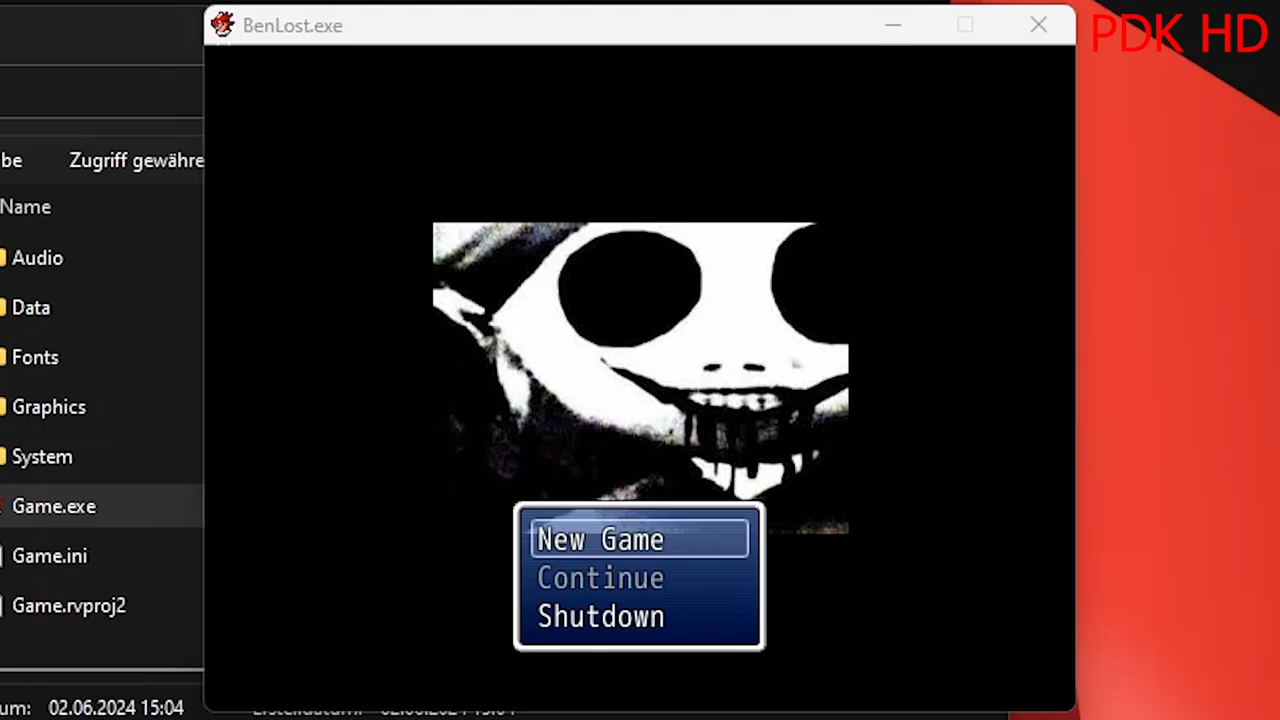 BenLost.exe
PDK HD
be Zugriff gewähre
Name
Audio
Data
Fonts
Graphics
System
Game.exe
Game.ini
Game.rvproj2
New Game
Continue
Shutdown
um: 02.06.2024 15:04